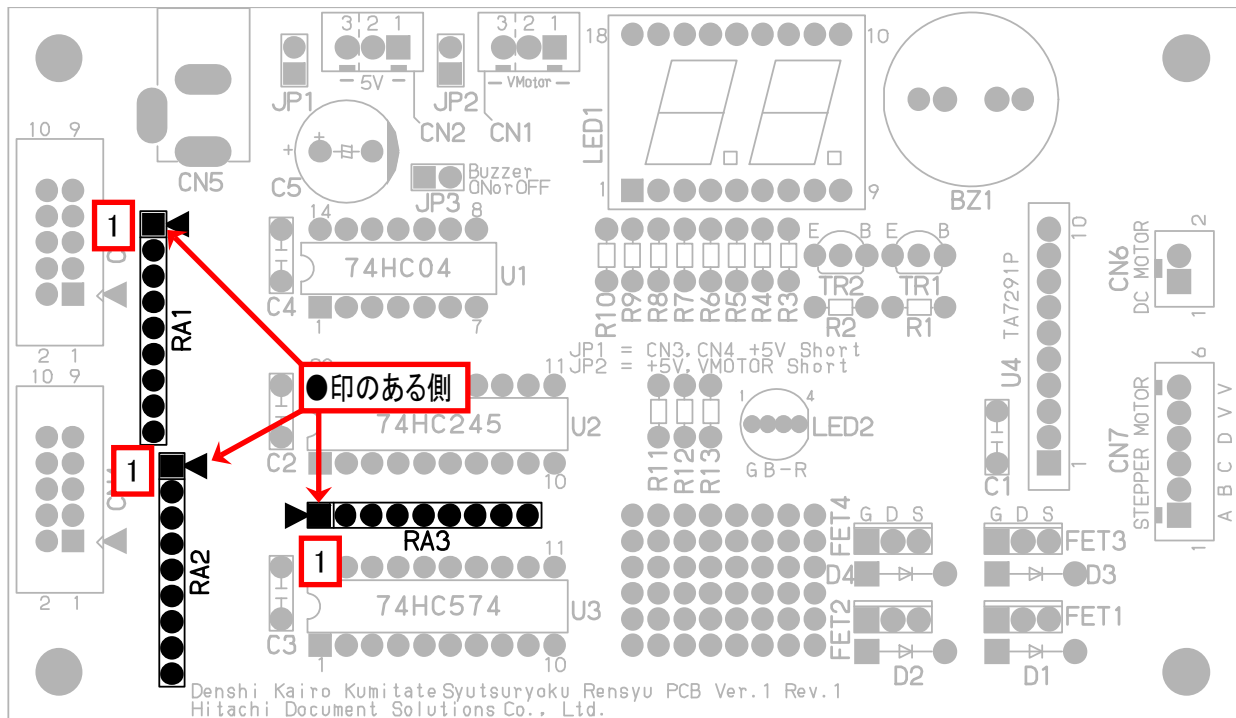 3 2 1
3 2 1
18
10
5V
VMotor
JP1
JP2
CN2
CN1
LED1
10 9
CN5
C5
+
+
Buzzer
ONorOFF
JP3
1
9
BZ1
1
14
8
74HC04
U1
C4
1
7
E B
E B
TR2
TR1
R10 R9 R8 R7 R6 R5 R4 R3
R2
R1
TA7291P
10
U4
1
CN6
DC MOTOR
2
1
RA1
2 1
10 9
JP1 = CN3,CN4 +5V Short
JP2 = +5V,VMOTOR Short
●印のある側
11
74HC245
U2
C2
10
1
4
LED2
G B-R
R11 R12 R13
C1
CN7
STEPPER MOTOR
6
1
A B C D V V
1
RA2
RA3
1
11
74HC574
U3
C3
1
10
2 1
FET4
G D S
G D S
FET3
D4
D3
FET2
FET1
D2
D1
Denshi Kairo Kumitate Syutsuryoku Rensyu PCB Ver.1 Rev.1
Hitachi Document Solutions Co., Ltd.